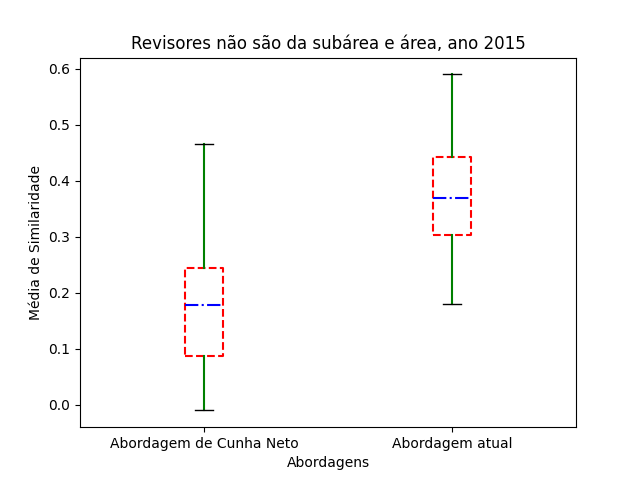 Revisores não são da subárea e área, ano 2015
0.6
0.5
0.4
0.3
0.2
0.1
0.0
Média de Similaridade
Abordagem de Cunha Neto
Abordagem atual
Abordagens